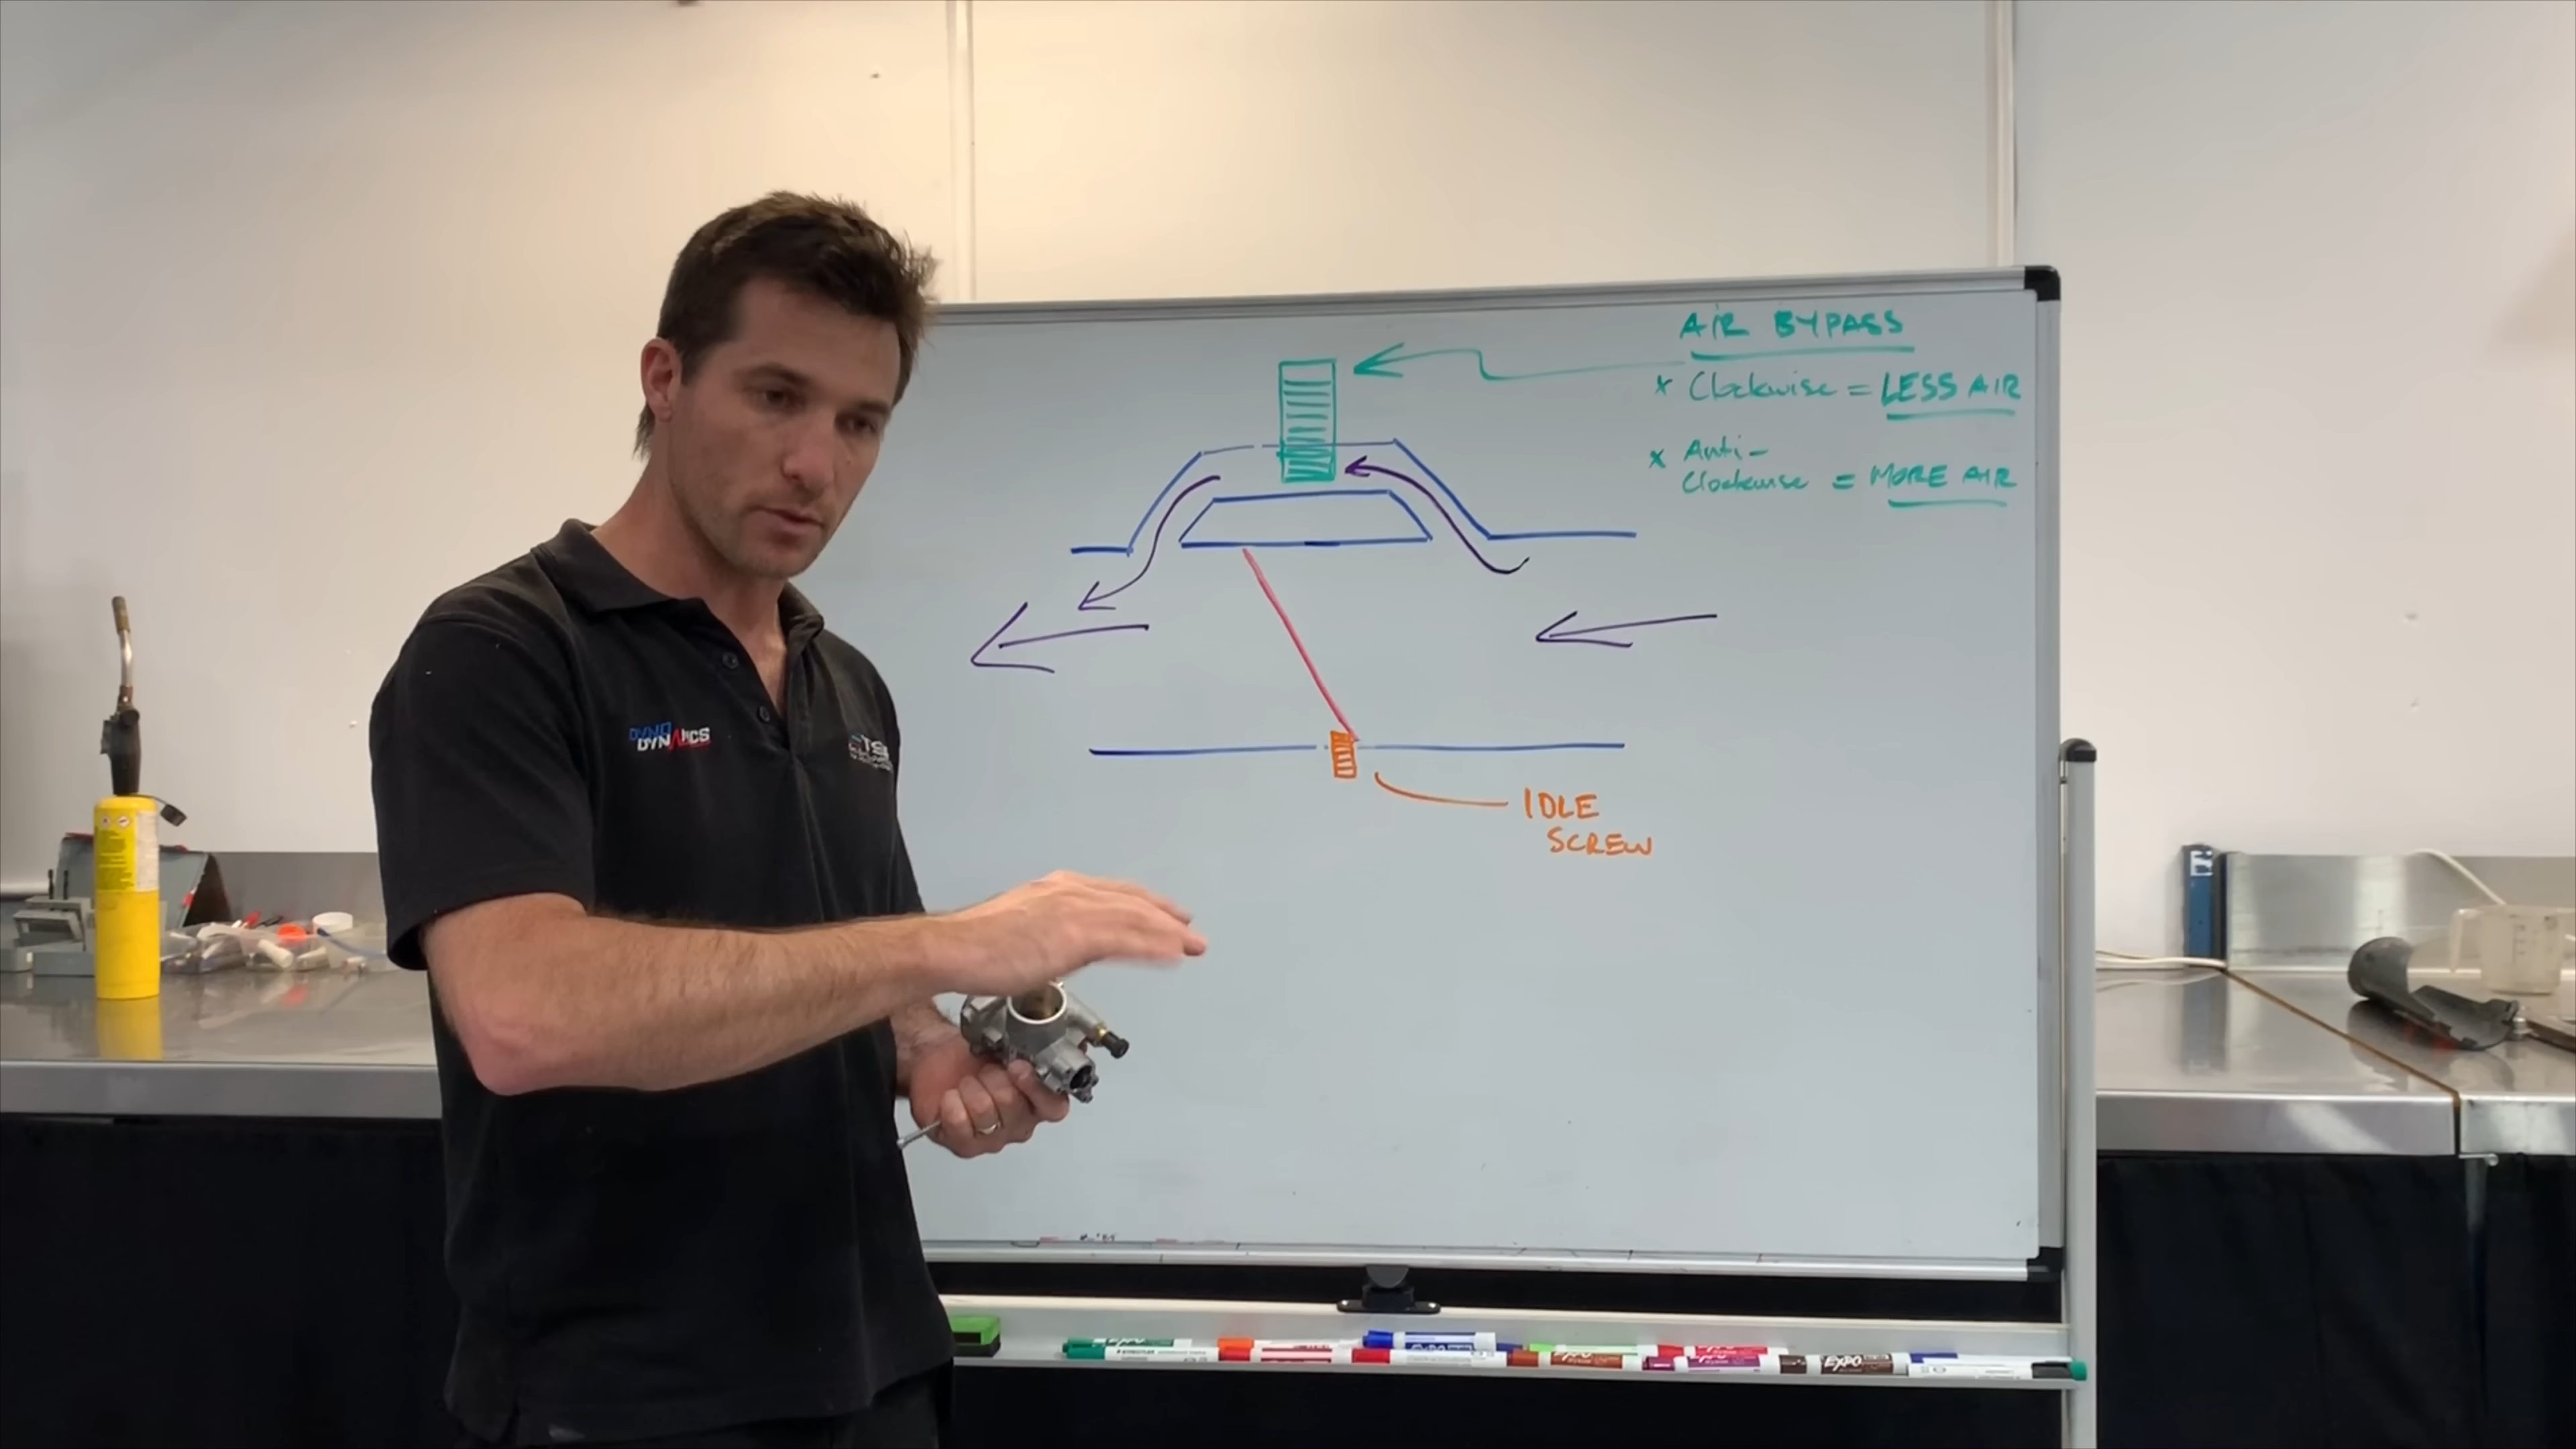 AIR BYPASS
x Clockwise = LESS AIR
x Anti-
Clockwise = MORE AIR
IDLE
SCREW
DYNO
DYNAMICS
EXPO